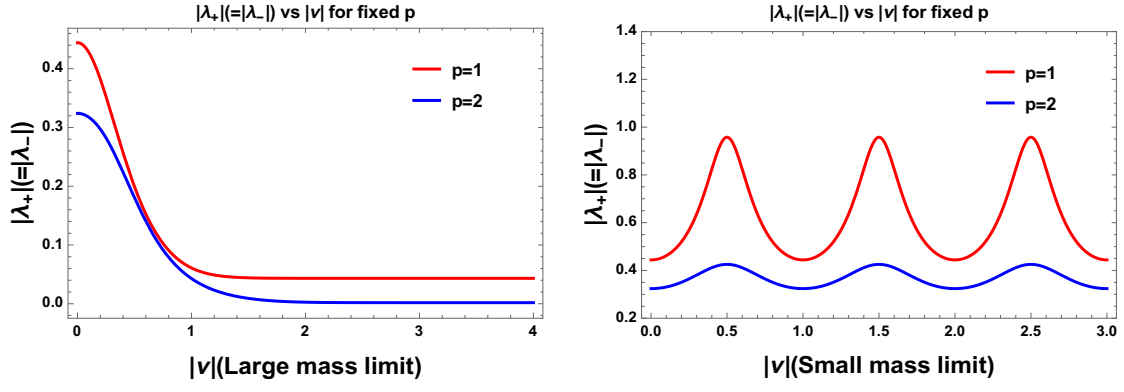 |λ₊|(=|λ₋|) vs |ν| for fixed p
|λ₊|(=|λ₋|)
0.4
0.3
0.2
0.1
0.0
p=1
p=2
0
1
2
3
4
|ν|(Large mass limit)
|λ₊|(=|λ₋|) vs |ν| for fixed p
|λ₊|(=|λ₋|)
1.4
1.2
1.0
0.8
0.6
0.4
0.2
p=1
p=2
0.0
0.5
1.0
1.5
2.0
2.5
3.0
|ν|(Small mass limit)